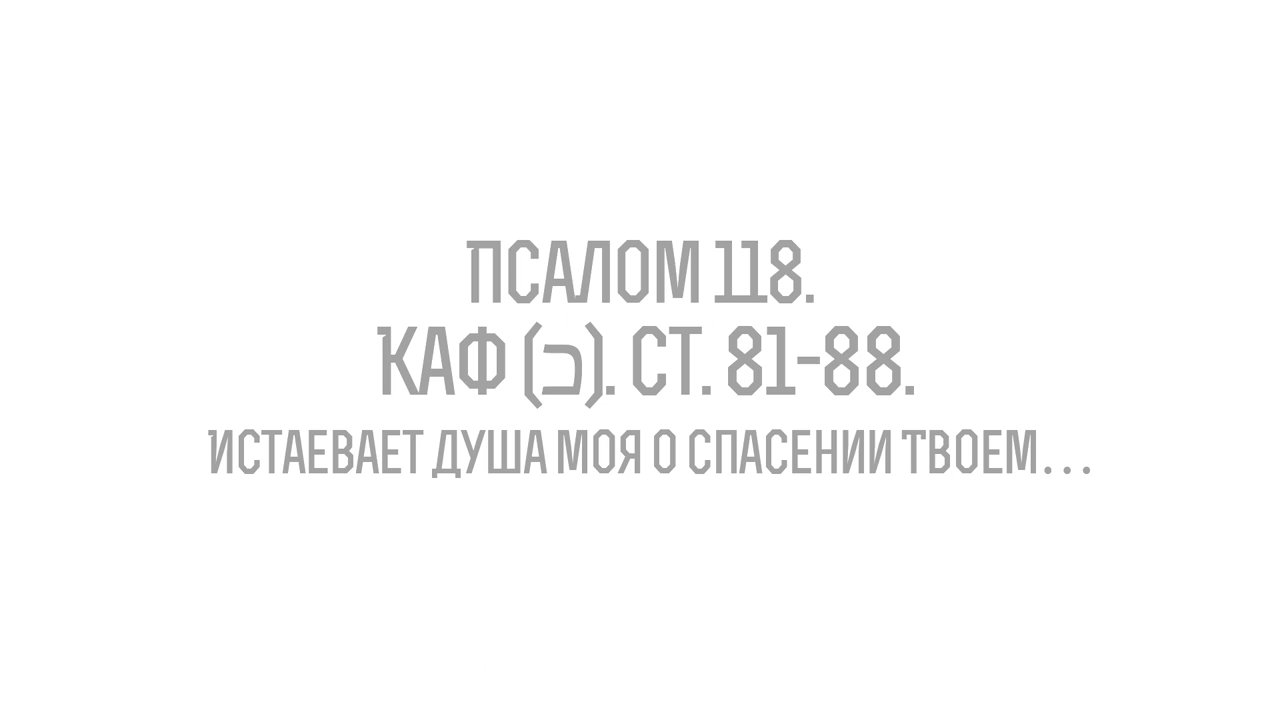 ПСАЛОМ 118.
КАФ (כ). СТ. 81-88.
ИСТАЕВАЕТ ДУША МОЯ О СПАСЕНИИ ТВОЕМ...